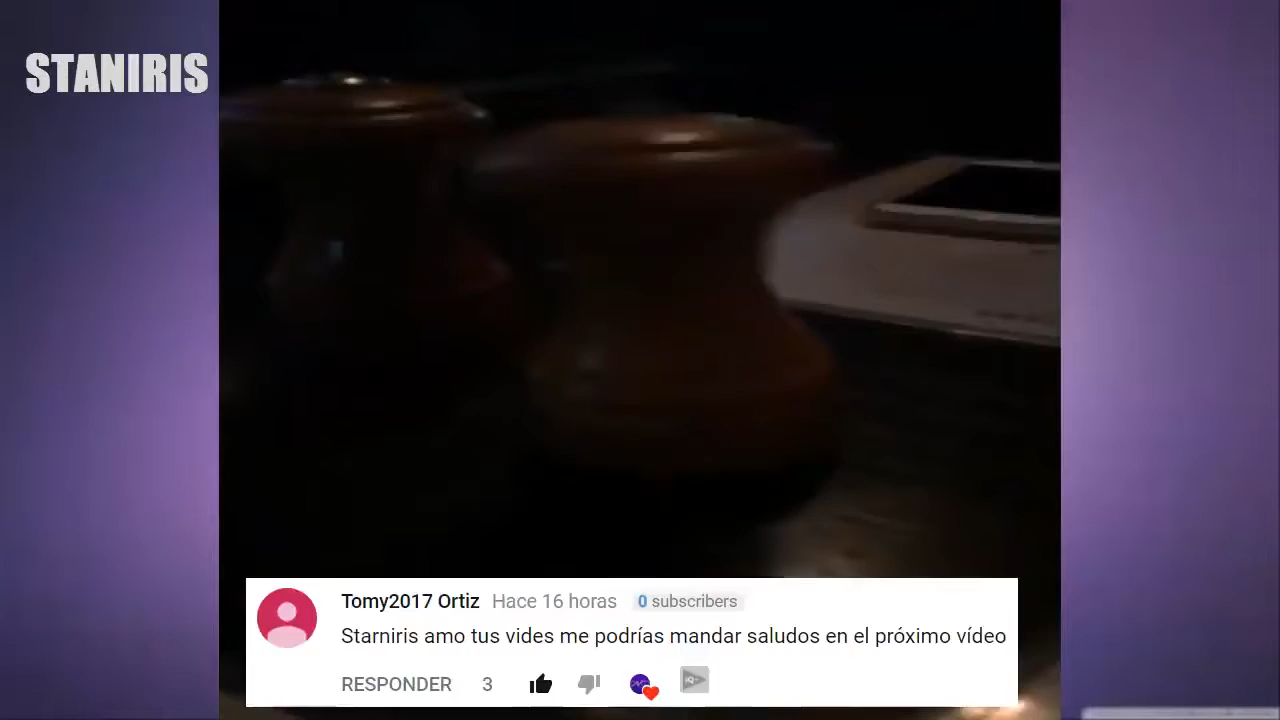 STANIRIS
Tomy2017 Ortiz Hace 16 horas 0 subscribers
Starniris amo tus vides me podrías mandar saludos en el próximo vídeo
RESPONDER 3